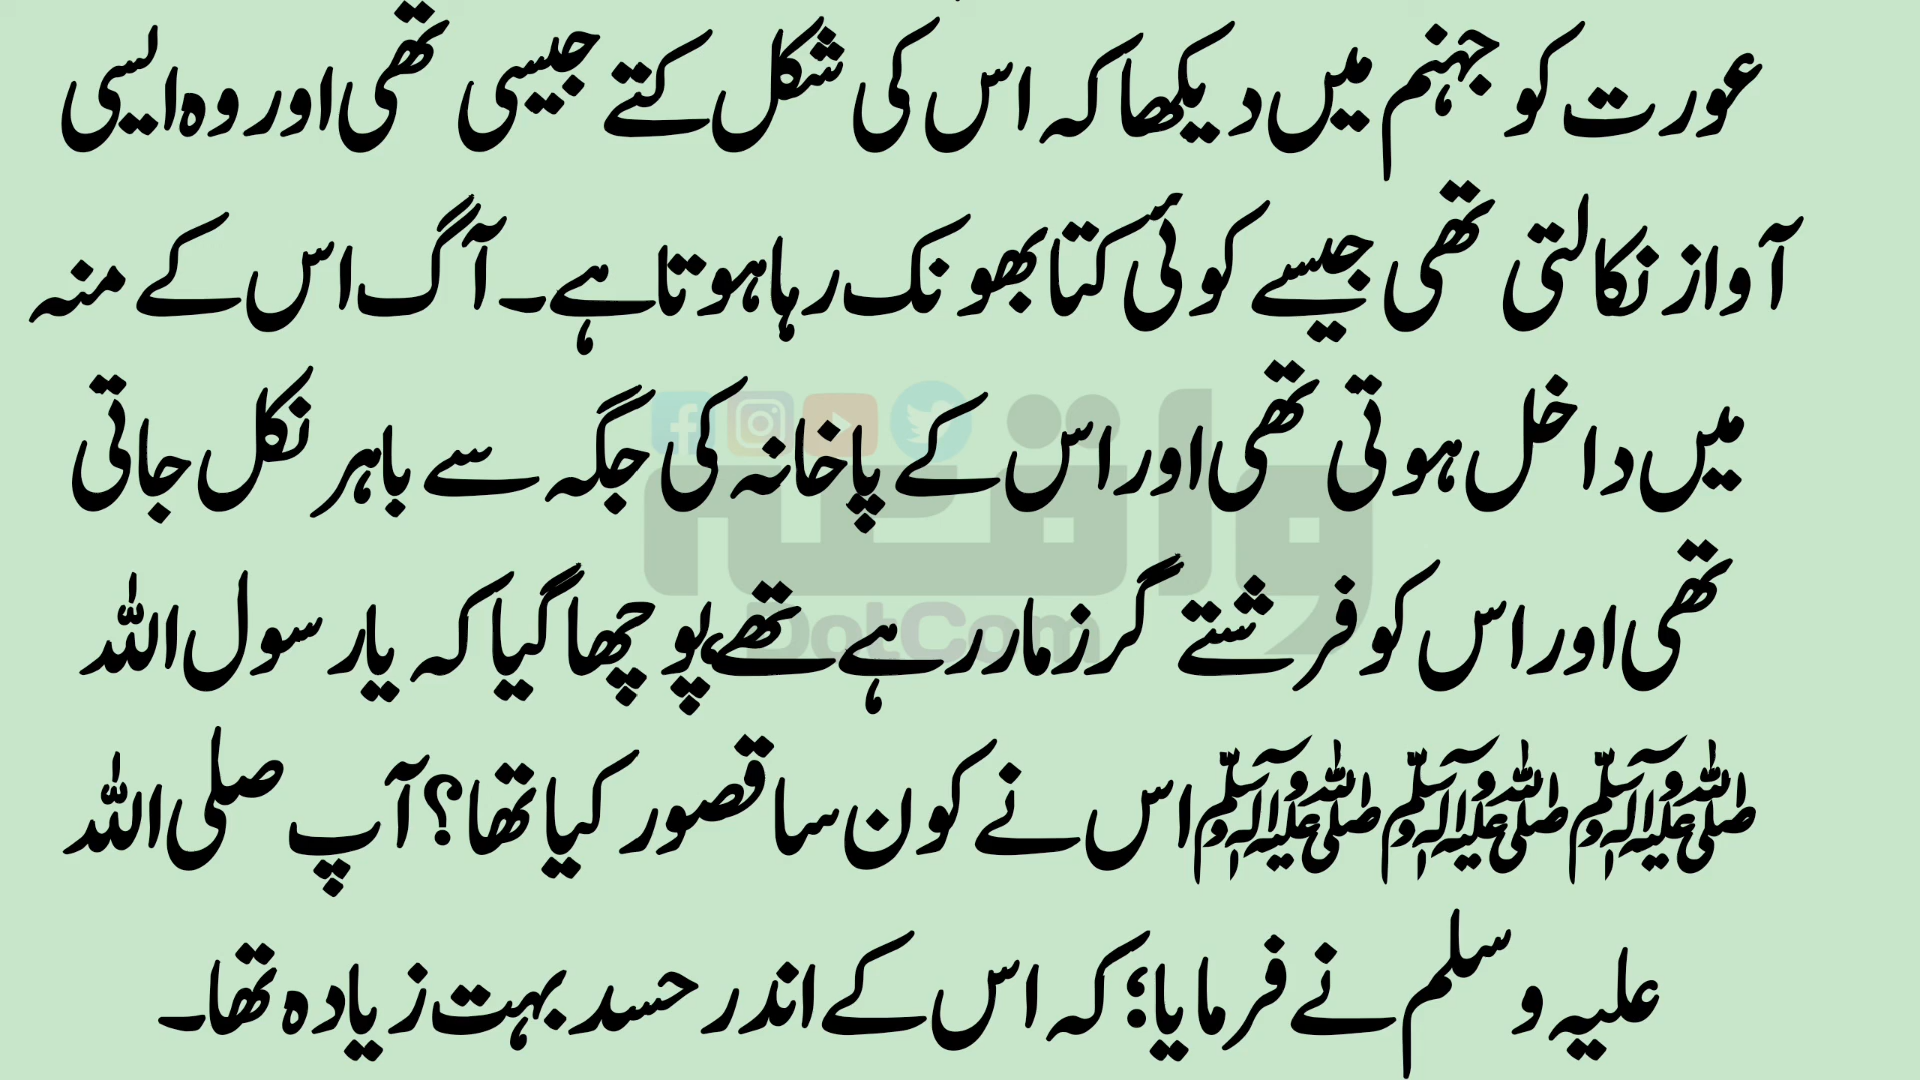 عورت کو جہنم میں دیکھا کہ اس کی شکل کتے جیسی تھی اور وہ ایسی
آواز نکالتی تھی جیسے کوئی کتا بھونک رہا ہوتا ہے۔ آگ اس کے منہ
میں داخل ہوتی تھی اور اس کے پاخانہ کی جگہ سے باہر نکل جاتی
تھی اور اس کو فرشتے گرز مار رہے تھے، پوچھا گیا کہ یا رسول اللہ
ﷺﷺﷺ اس نے کون سا قصور کیا تھا؟ آپ صلی اللہ
علیہ وسلم نے فرمایا؛ کہ اس کے اندر حسد بہت زیادہ تھا۔
واقعہ
DotCom